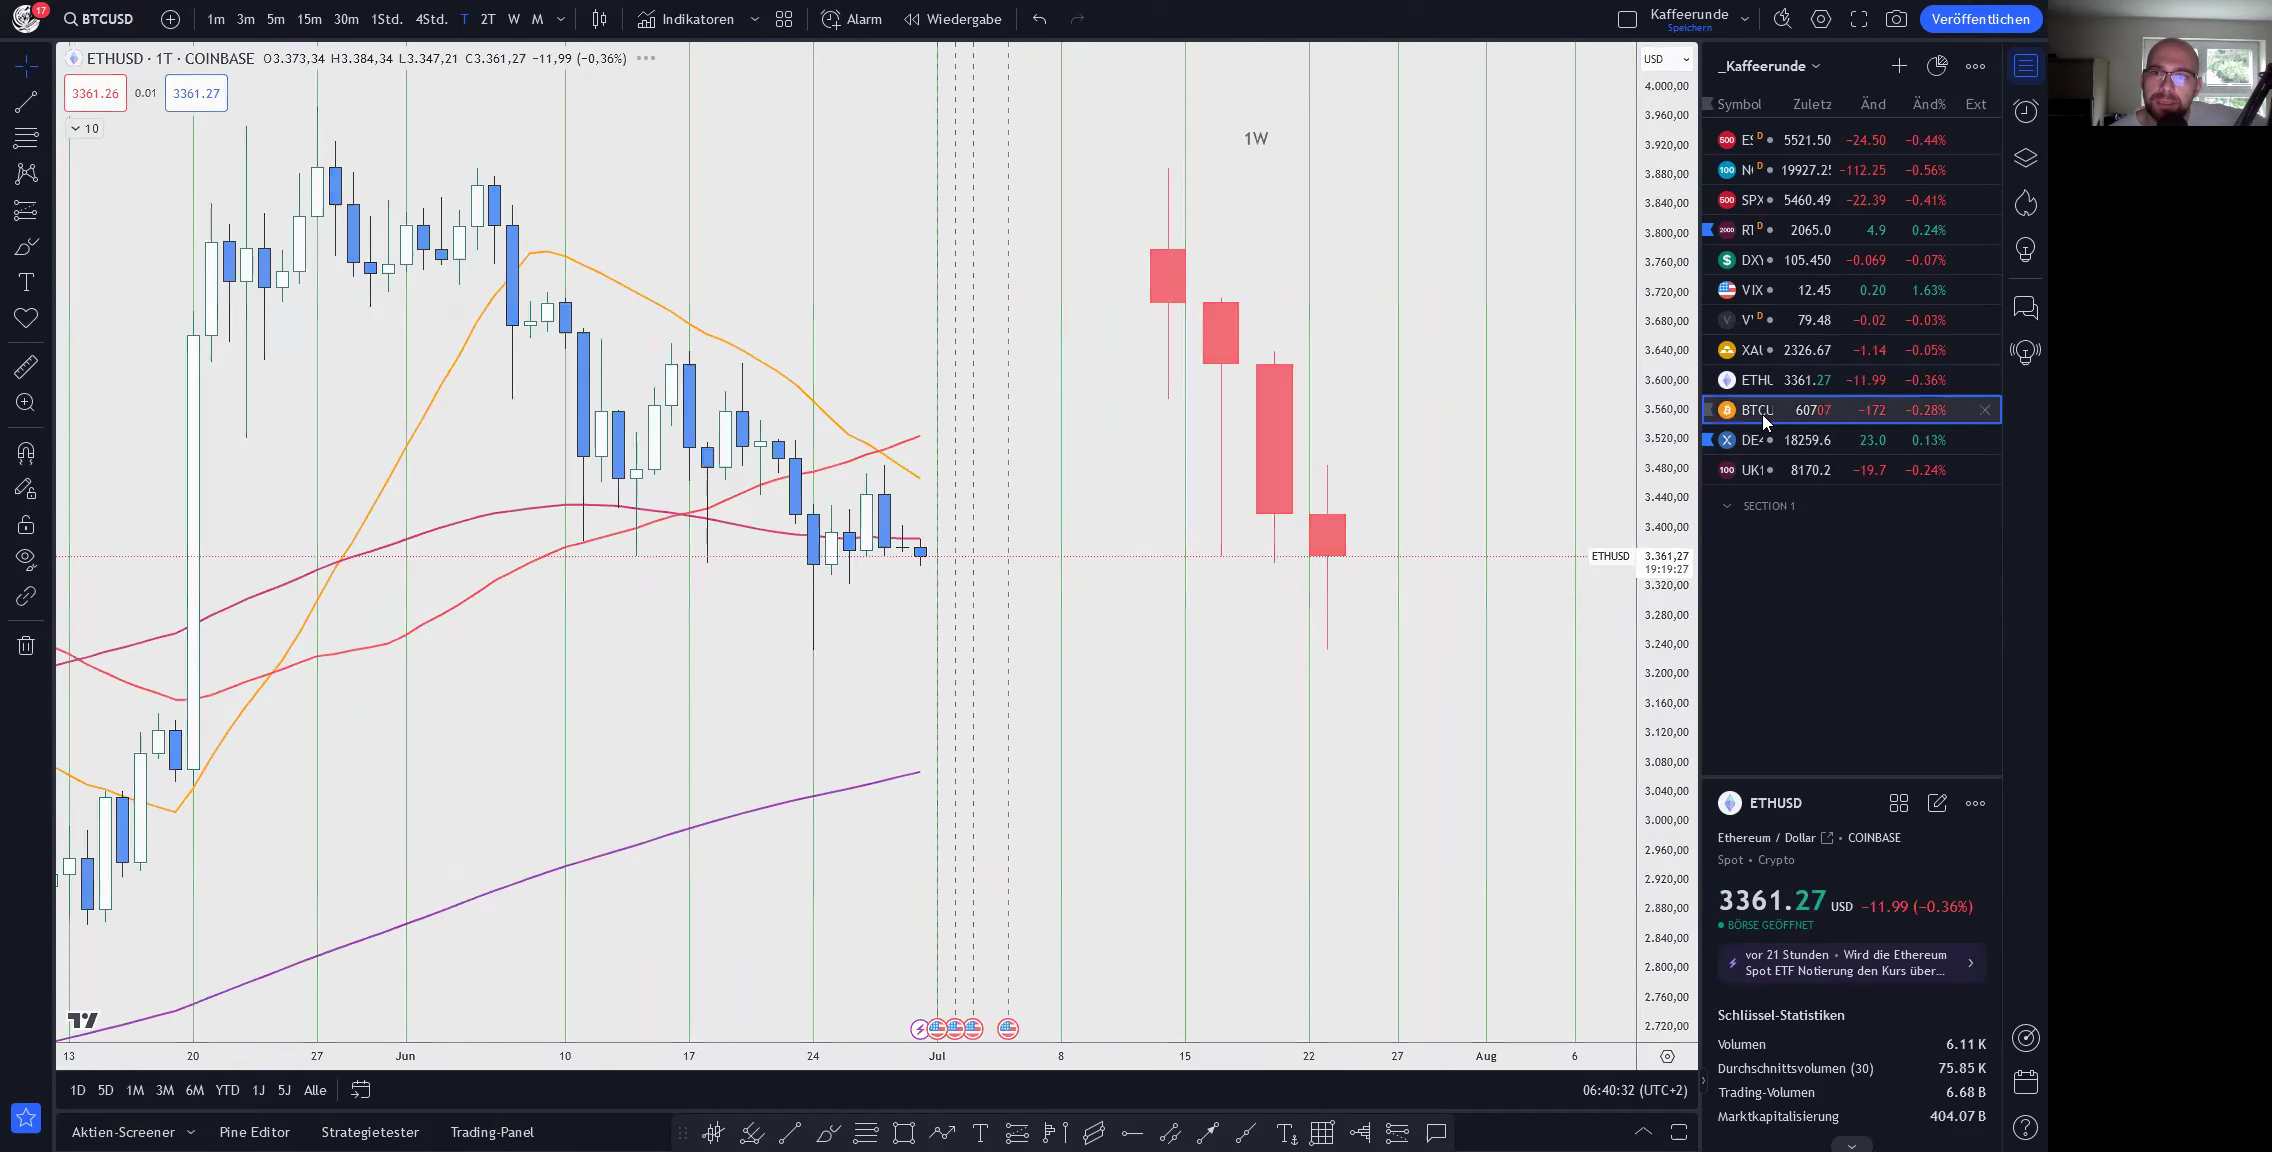 17
BTCUSD
1m 3m 5m 15m 30m 1Std. 4Std. T 2T W M
Indikatoren
Alarm
Wiedergabe
Kaffeerunde
Speichern
Veröffentlichen
ETHUSD · 1T · COINBASE O3.373,34 H3.384,34 L3.347,21 C3.361,27 −11,99 (−0,36%)
3361.26
0.01
3361.27
10
1W
USD
4.000,00
3.960,00
3.920,00
3.880,00
3.840,00
3.800,00
3.760,00
3.720,00
3.680,00
3.640,00
3.600,00
3.560,00
3.520,00
3.480,00
3.440,00
3.400,00
ETHUSD 3.361,27
19:19:27
3.320,00
3.280,00
3.240,00
3.200,00
3.160,00
3.120,00
3.080,00
3.040,00
3.000,00
2.960,00
2.920,00
2.880,00
2.840,00
2.800,00
2.760,00
2.720,00
13 20 27 Jun 10 17 24 Jul 8 15 22 27 Aug 6
1D 5D 1M 3M 6M YTD 1J 5J Alle
06:40:32 (UTC+2)
Aktien-Screener
Pine Editor
Strategietester
Trading-Panel
_Kaffeerunde
Symbol Zuletz Änd Änd% Ext
500 D 5521.50 −24.50 −0.44%
100 D −112.25 −0.56%
500 SPX 5460.49 −22.39 −0.41%
2000 D 2065.0 4.9 0.24%
DXY 105.450 −0.069 −0.07%
VIX 12.45 0.20 1.63%
V D 79.48 −0.02 −0.03%
XAU 2326.67 −1.14 −0.05%
ETHU 3361.27 −11.99 −0.36%
BTCU 60707 −172 −0.28%
DE4 18259.6 23.0 0.13%
100 UK1 8170.2 −19.7 −0.24%
SECTION 1
ETHUSD
Ethereum / Dollar • COINBASE
Spot • Crypto
3361.27 USD −11.99 (−0.36%)
BÖRSE GEÖFFNET
vor 21 Stunden • Wird die Ethereum
Spot ETF Notierung den Kurs über...
Schlüssel-Statistiken
Volumen 6.11 K
Durchschnittsvolumen (30) 75.85 K
Trading-Volumen 6.68 B
Marktkapitalisierung 404.07 B